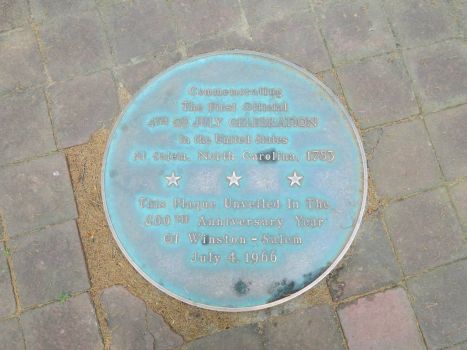 Commemorating
The First Official
4TH OF JULY CELEBRATION
In the United States
At Salem, North Carolina, 1783
This Plaque Unveiled In The
200TH Anniversary Year
Of Winston-Salem
July 4, 1966